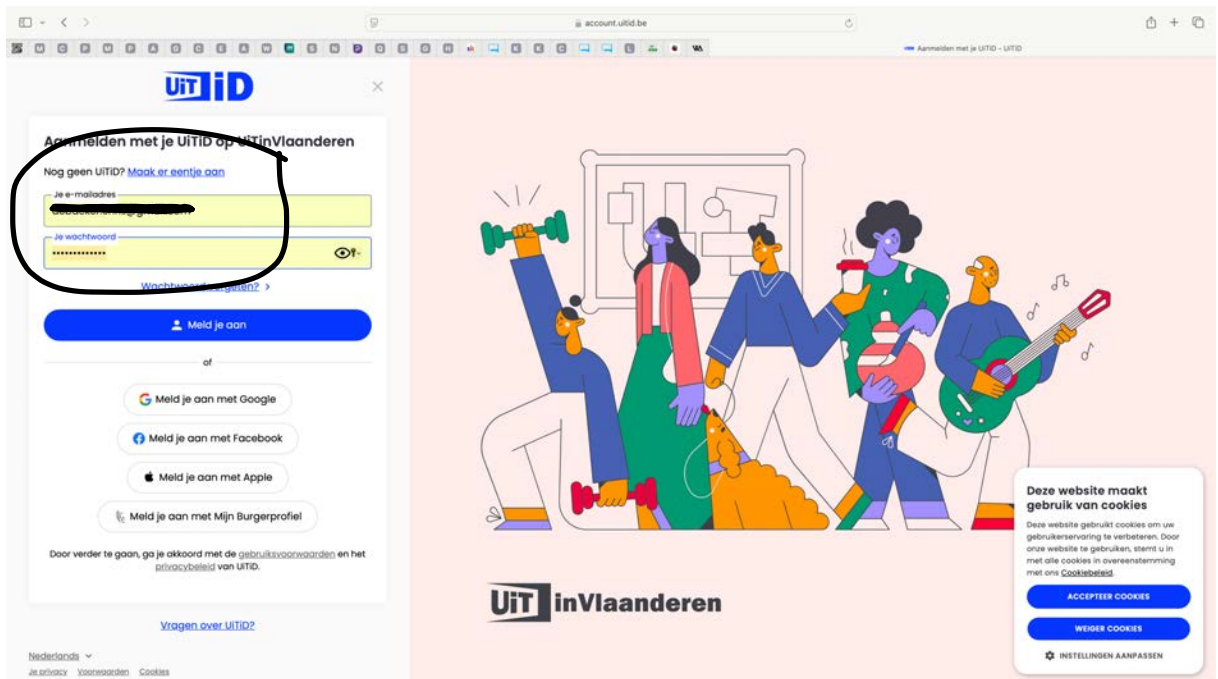 account.uitid.be
Aanmelden met je UiTiD - UiTiD
UiT iD
Aanmelden met je UiTiD op UiTinVlaanderen
Nog geen UiTiD? Maak er eentje aan
Je e-mailadres
Je wachtwoord
Wachtwoord vergeten? >
Meld je aan
of
Meld je aan met Google
Meld je aan met Facebook
Meld je aan met Apple
Meld je aan met Mijn Burgerprofiel
Door verder te gaan, ga je akkoord met de gebruiksvoorwaarden en het
privacybeleid van UiTiD.
Vragen over UiTiD?
Nederlands
Je privacy Voorwaarden Cookies
UiT inVlaanderen
Deze website maakt
gebruik van cookies
Deze website gebruikt cookies om uw
gebruikerservaring te verbeteren. Door
onze website te gebruiken, stemt u in
met alle cookies in overeenstemming
met ons Cookiebeleid.
ACCEPTEER COOKIES
WEIGER COOKIES
INSTELLINGEN AANPASSEN